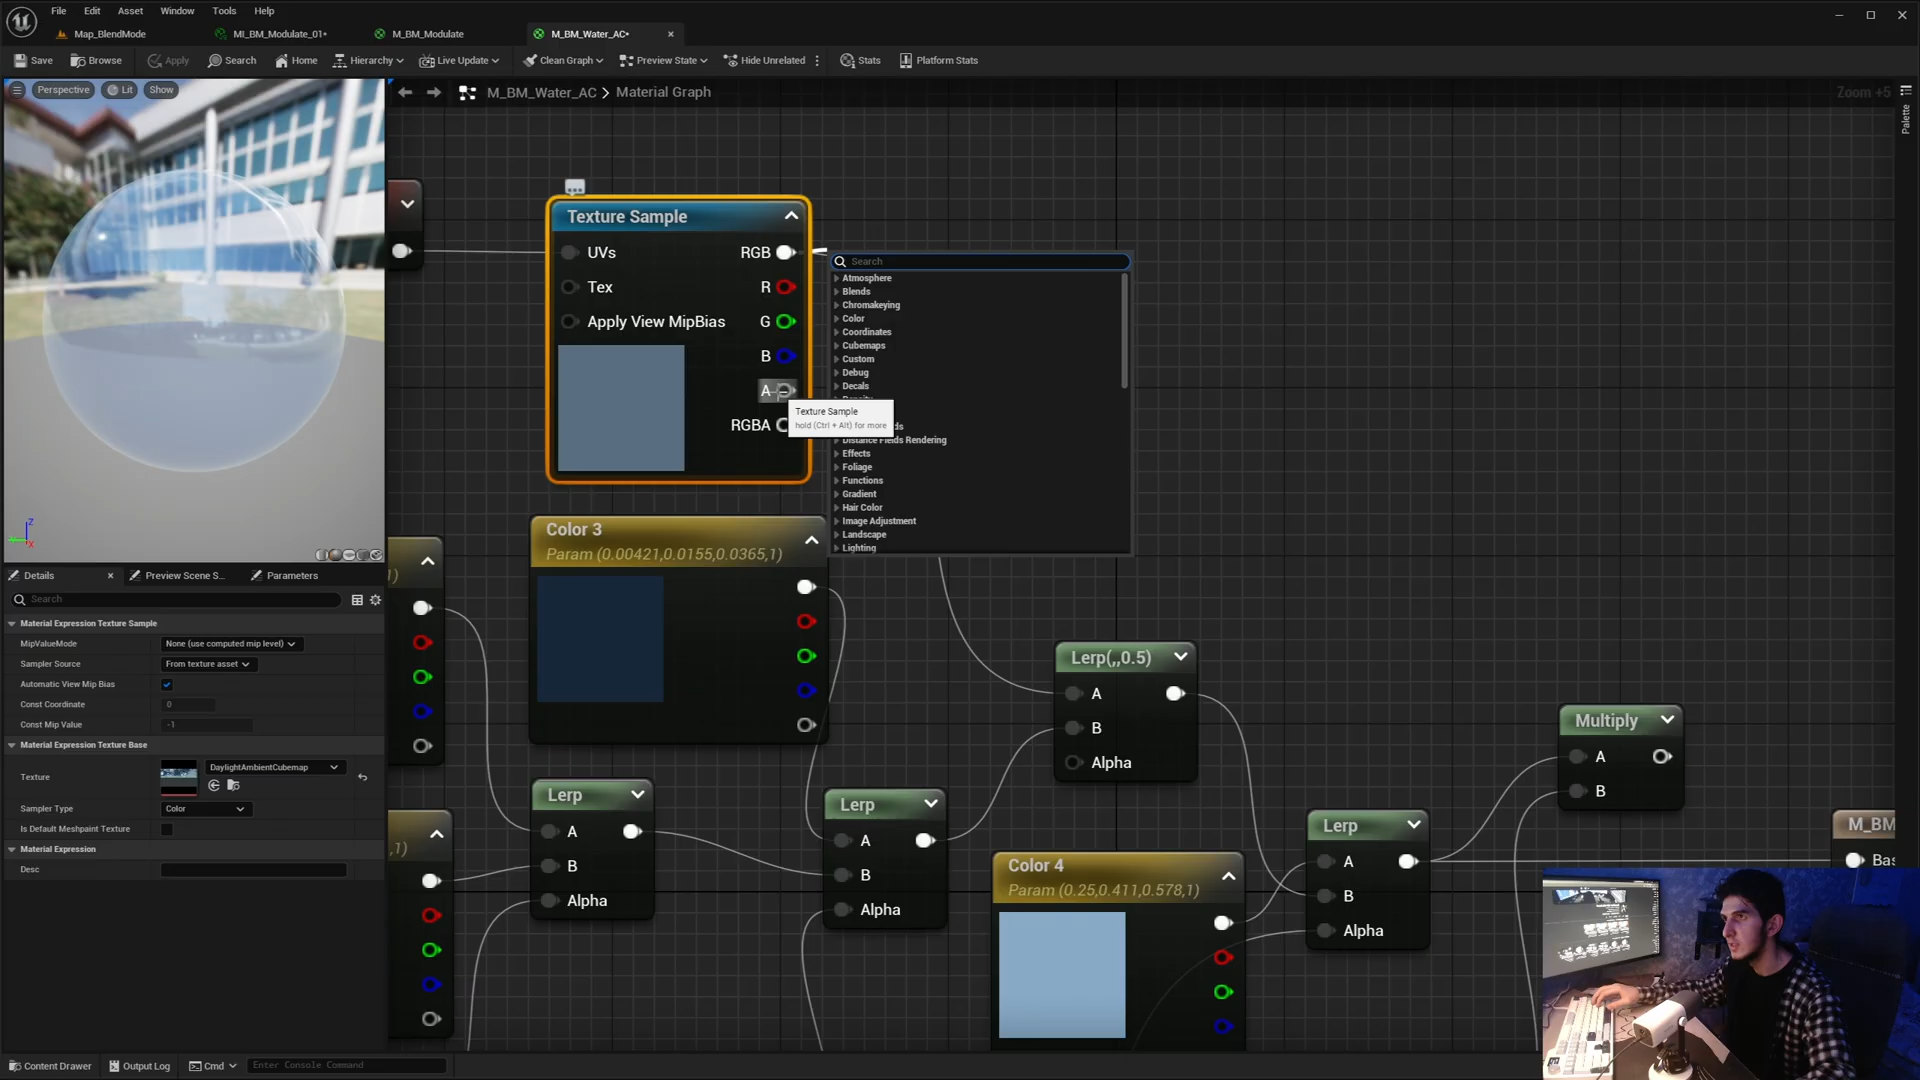 File Edit Asset Window Tools Help
Map_BlendMode MI_BM_Modulate_01* M_BM_Modulate M_BM_Water_AC*
Save Browse Apply Search Home Hierarchy Live Update Clean Graph Preview State Hide Unrelated Stats Platform Stats
Perspective Lit Show
M_BM_Water_AC > Material Graph
Zoom +5
Palette
Texture Sample
UVs RGB
Tex R
Apply View MipBias G
B
A
RGBA
Texture Sample
hold (Ctrl + Alt) for more
Search
Atmosphere
Blends
Chromakeying
Color
Coordinates
Cubemaps
Custom
Debug
Decals
Distance Fields Rendering
Effects
Foliage
Functions
Gradient
Hair Color
Image Adjustment
Landscape
Lighting
Color 3
Param (0.00421,0.0155,0.0365,1)
Lerp(,,0.5)
A
B
Alpha
Multiply
A
B
Lerp
A
B
Alpha
Lerp
A
B
Alpha
Color 4
Param (0.25,0.411,0.578,1)
Lerp
A
B
Alpha
M_BM
Bas
1)
,1)
Z
X
Details Preview Scene S... Parameters
Search
Material Expression Texture Sample
MipValueMode None (use computed mip level)
Sampler Source From texture asset
Automatic View Mip Bias
Const Coordinate 0
Const Mip Value -1
Material Expression Texture Base
Texture DaylightAmbientCubemap
Sampler Type Color
Is Default Meshpaint Texture
Material Expression
Desc
Content Drawer Output Log Cmd Enter Console Command